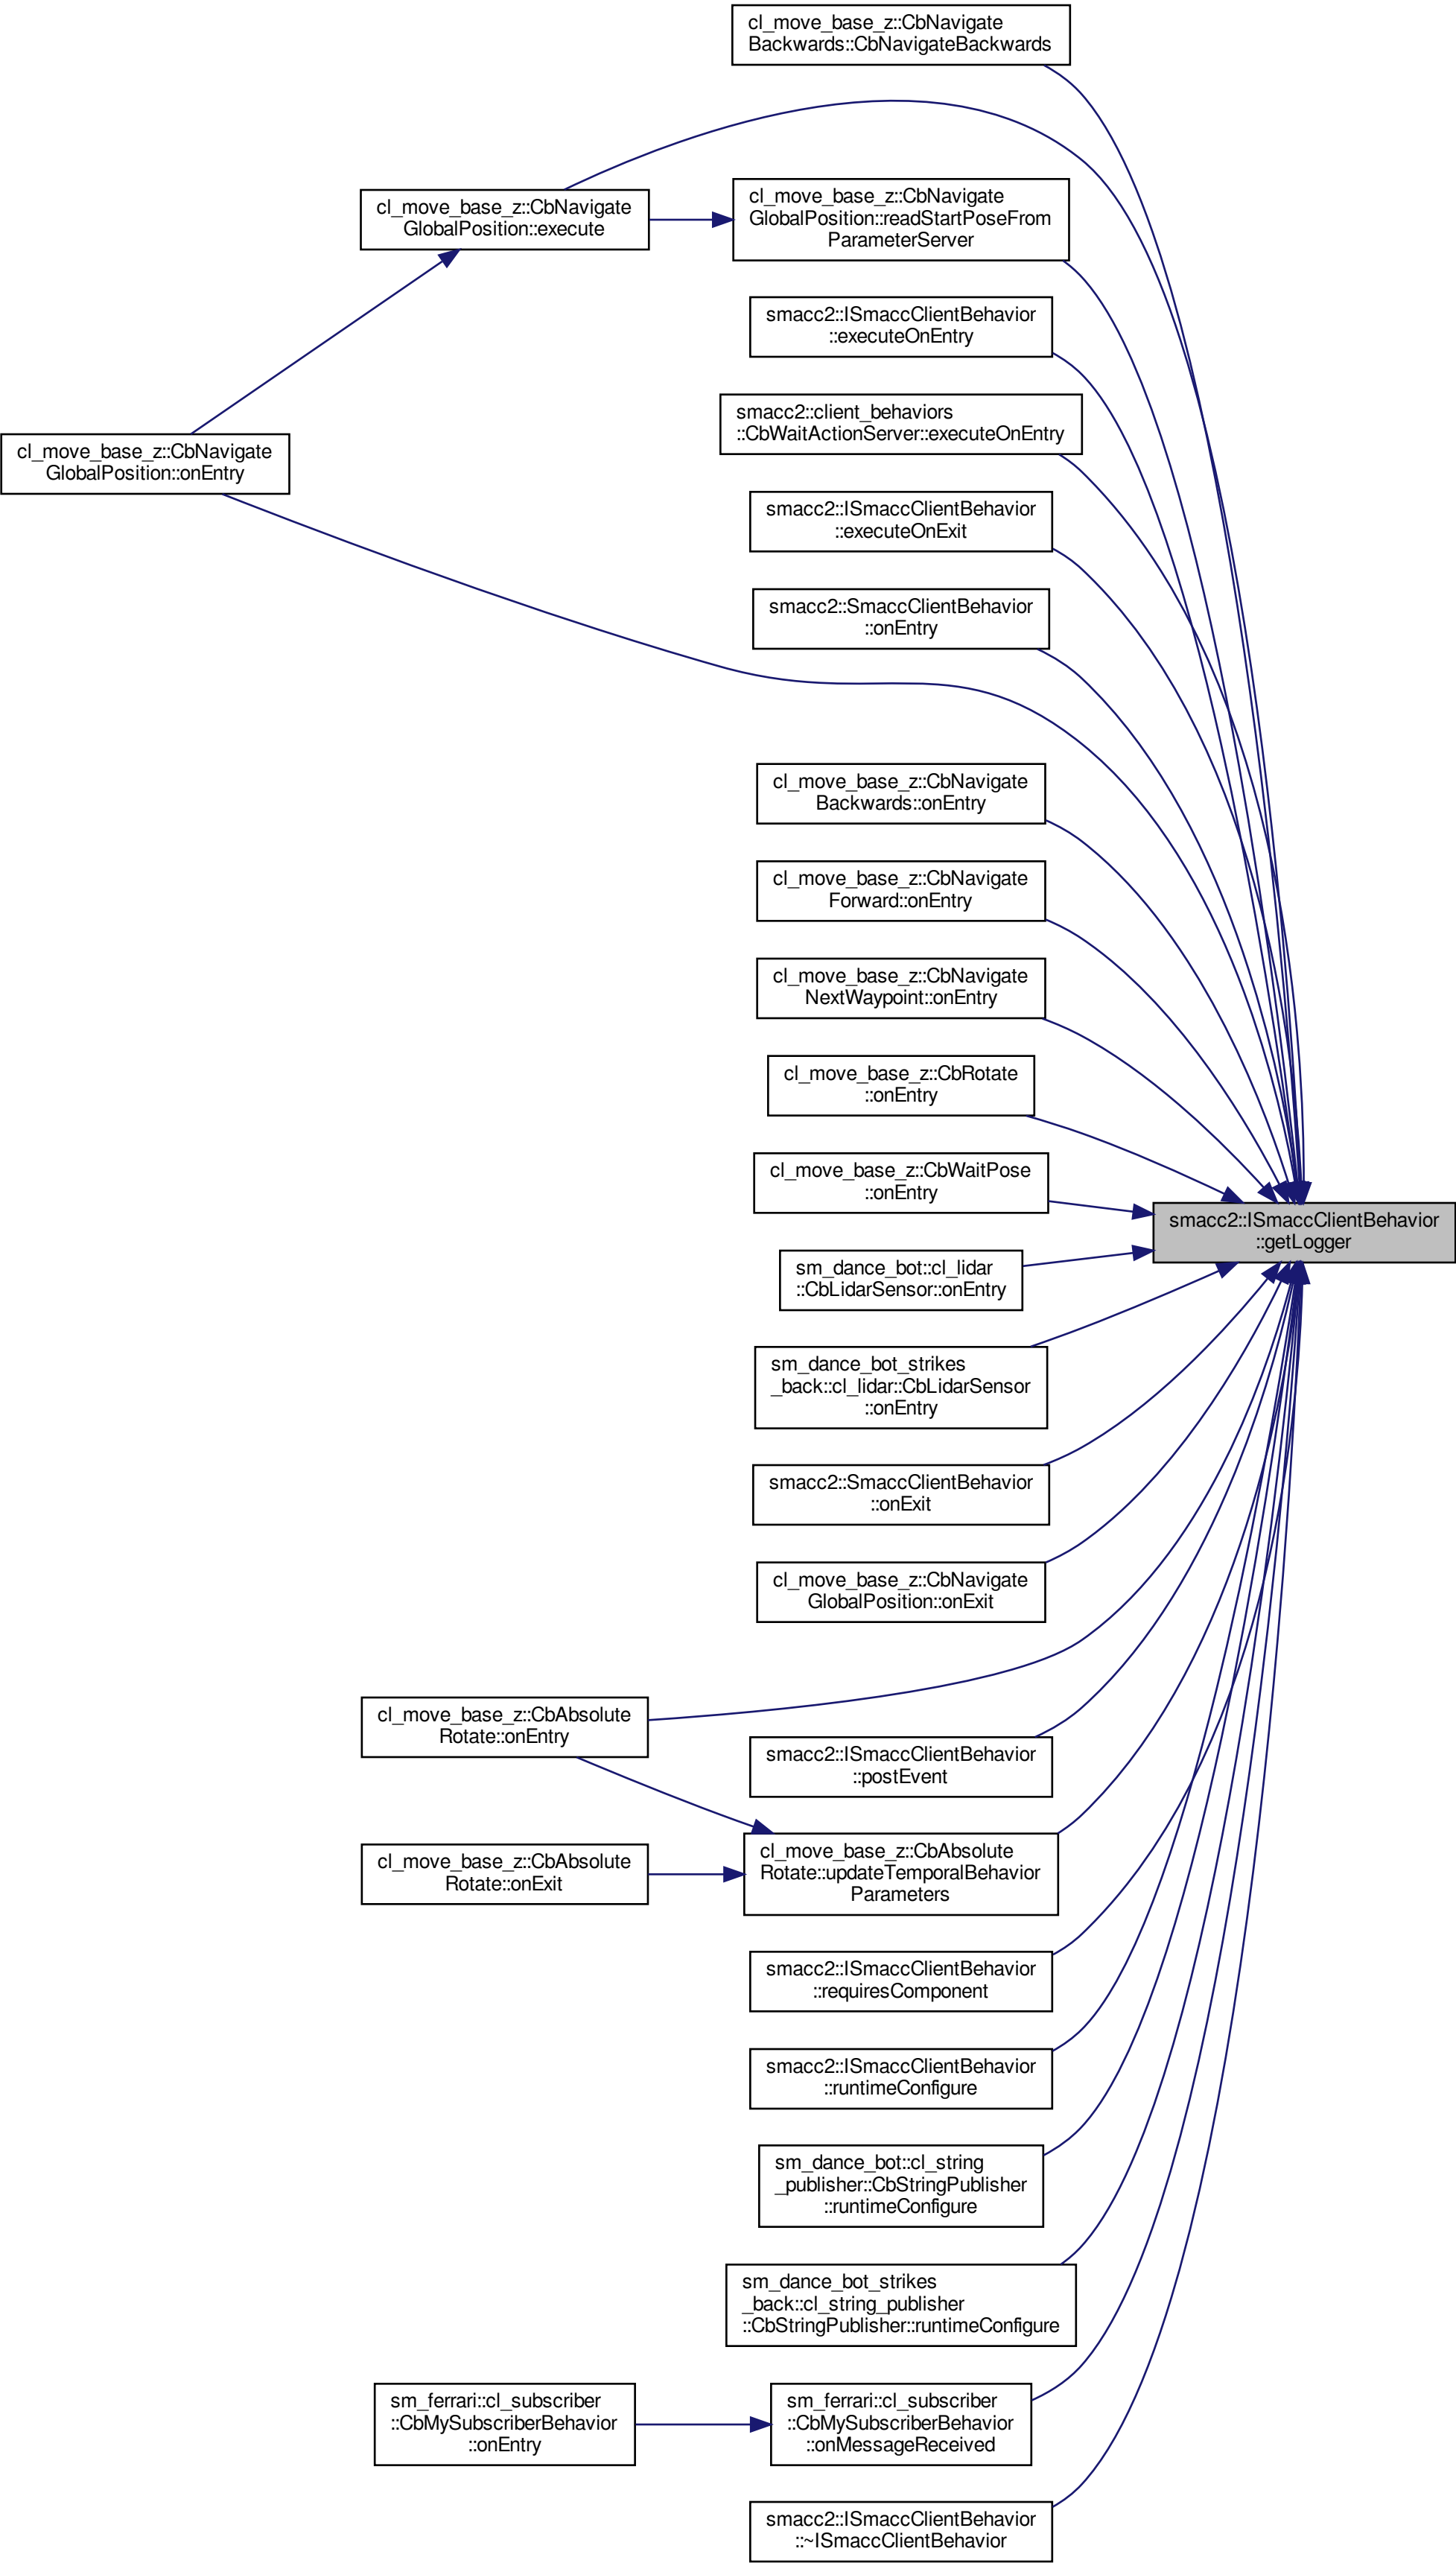 cl_move_base_z::CbNavigate
Backwards::CbNavigateBackwards
cl_move_base_z::CbNavigate
GlobalPosition::execute
cl_move_base_z::CbNavigate
GlobalPosition::readStartPoseFrom
ParameterServer
smacc2::ISmaccClientBehavior
::executeOnEntry
smacc2::client_behaviors
::CbWaitActionServer::executeOnEntry
cl_move_base_z::CbNavigate
GlobalPosition::onEntry
smacc2::ISmaccClientBehavior
::executeOnExit
smacc2::SmaccClientBehavior
::onEntry
cl_move_base_z::CbNavigate
Backwards::onEntry
cl_move_base_z::CbNavigate
Forward::onEntry
cl_move_base_z::CbNavigate
NextWaypoint::onEntry
cl_move_base_z::CbRotate
::onEntry
cl_move_base_z::CbWaitPose
::onEntry
smacc2::ISmaccClientBehavior
::getLogger
sm_dance_bot::cl_lidar
::CbLidarSensor::onEntry
sm_dance_bot_strikes
_back::cl_lidar::CbLidarSensor
::onEntry
smacc2::SmaccClientBehavior
::onExit
cl_move_base_z::CbNavigate
GlobalPosition::onExit
cl_move_base_z::CbAbsolute
Rotate::onEntry
smacc2::ISmaccClientBehavior
::postEvent
cl_move_base_z::CbAbsolute
Rotate::onExit
cl_move_base_z::CbAbsolute
Rotate::updateTemporalBehavior
Parameters
smacc2::ISmaccClientBehavior
::requiresComponent
smacc2::ISmaccClientBehavior
::runtimeConfigure
sm_dance_bot::cl_string
_publisher::CbStringPublisher
::runtimeConfigure
sm_dance_bot_strikes
_back::cl_string_publisher
::CbStringPublisher::runtimeConfigure
sm_ferrari::cl_subscriber
::CbMySubscriberBehavior
::onEntry
sm_ferrari::cl_subscriber
::CbMySubscriberBehavior
::onMessageReceived
smacc2::ISmaccClientBehavior
::~ISmaccClientBehavior